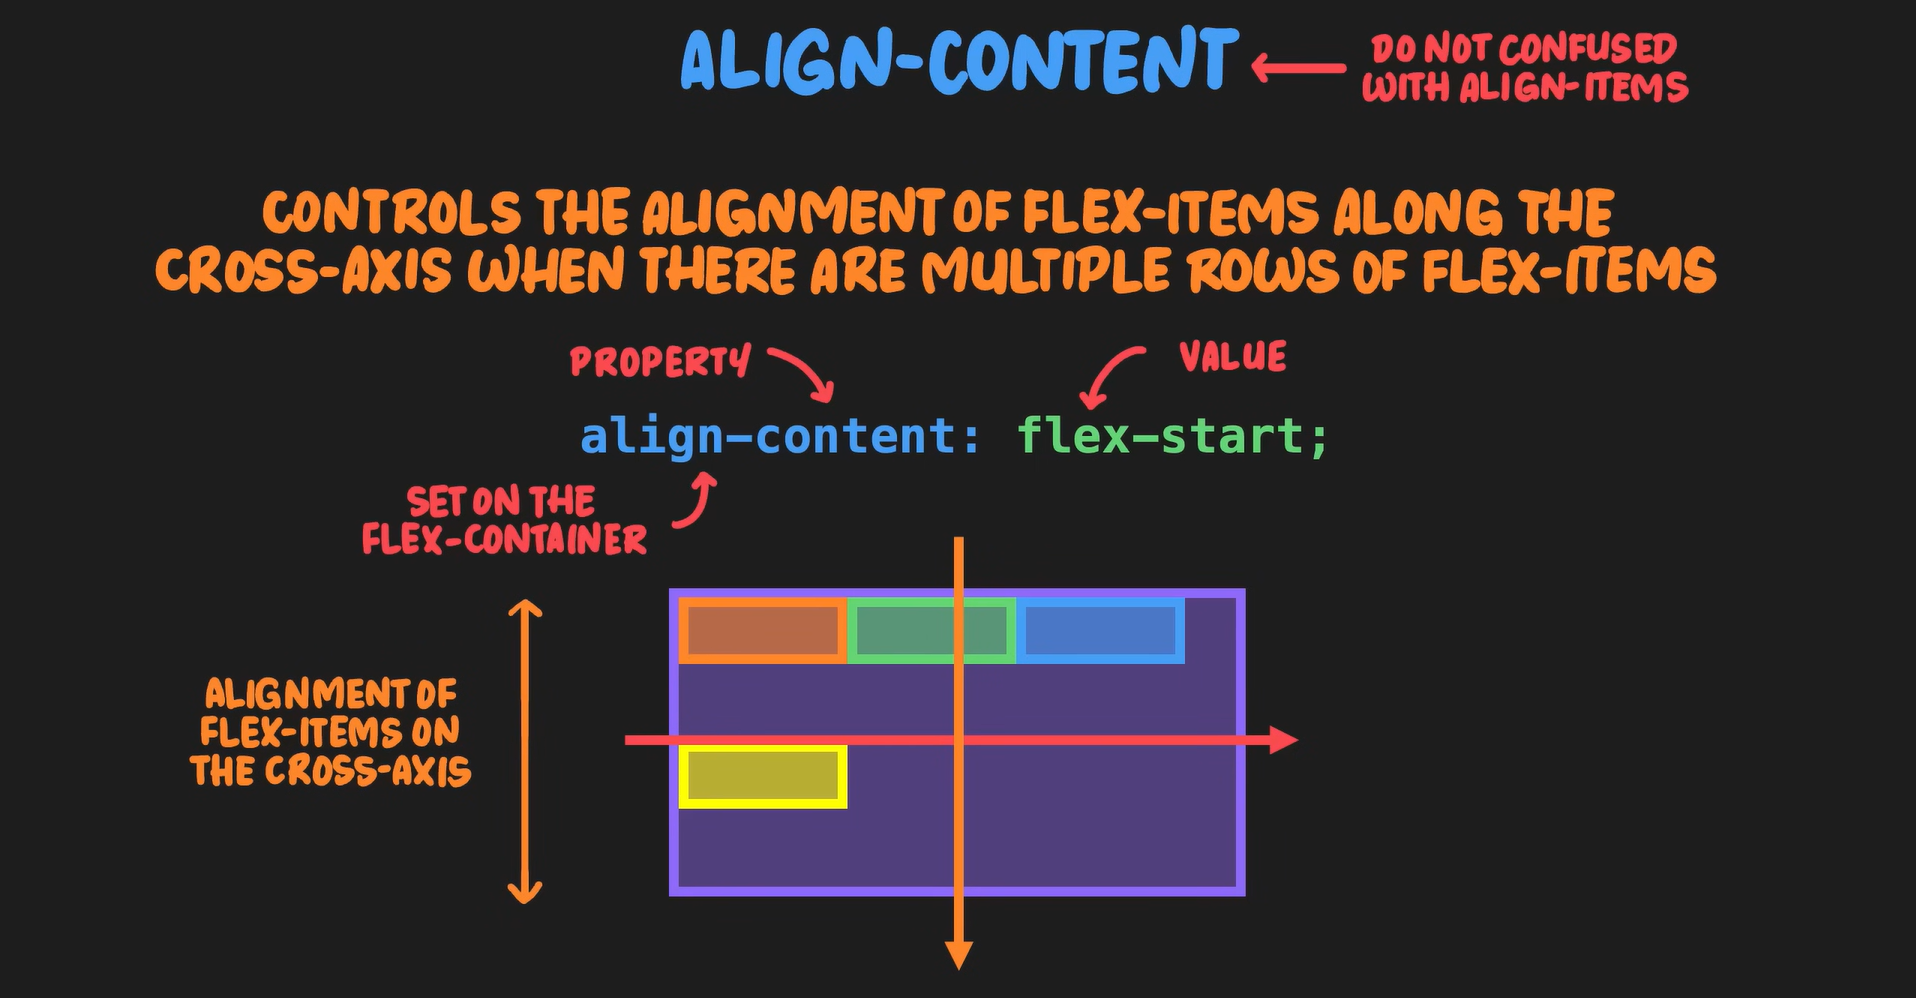 ALIGN-CONTENT
DO NOT CONFUSED
WITH ALIGN-ITEMS
CONTROLS THE ALIGNMENT OF FLEX-ITEMS ALONG THE
CROSS-AXIS WHEN THERE ARE MULTIPLE ROWS OF FLEX-ITEMS
PROPERTY
VALUE
align-content: flex-start;
SET ON THE
FLEX-CONTAINER
ALIGNMENT OF
FLEX-ITEMS ON
THE CROSS-AXIS